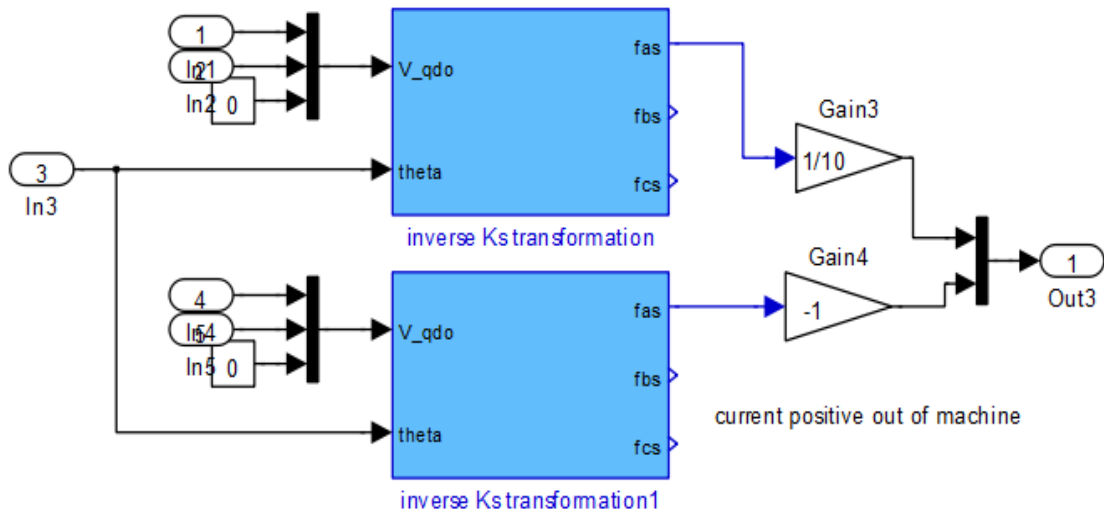 1
In1
2
In2
0
V_qdo
theta
fas
fbs
fcs
inverse Ks transformation
3
In3
Gain3
1/10
4
In4
5
In5
0
V_qdo
theta
fas
fbs
fcs
inverse Ks transformation1
Gain4
-1
1
Out3
current positive out of machine